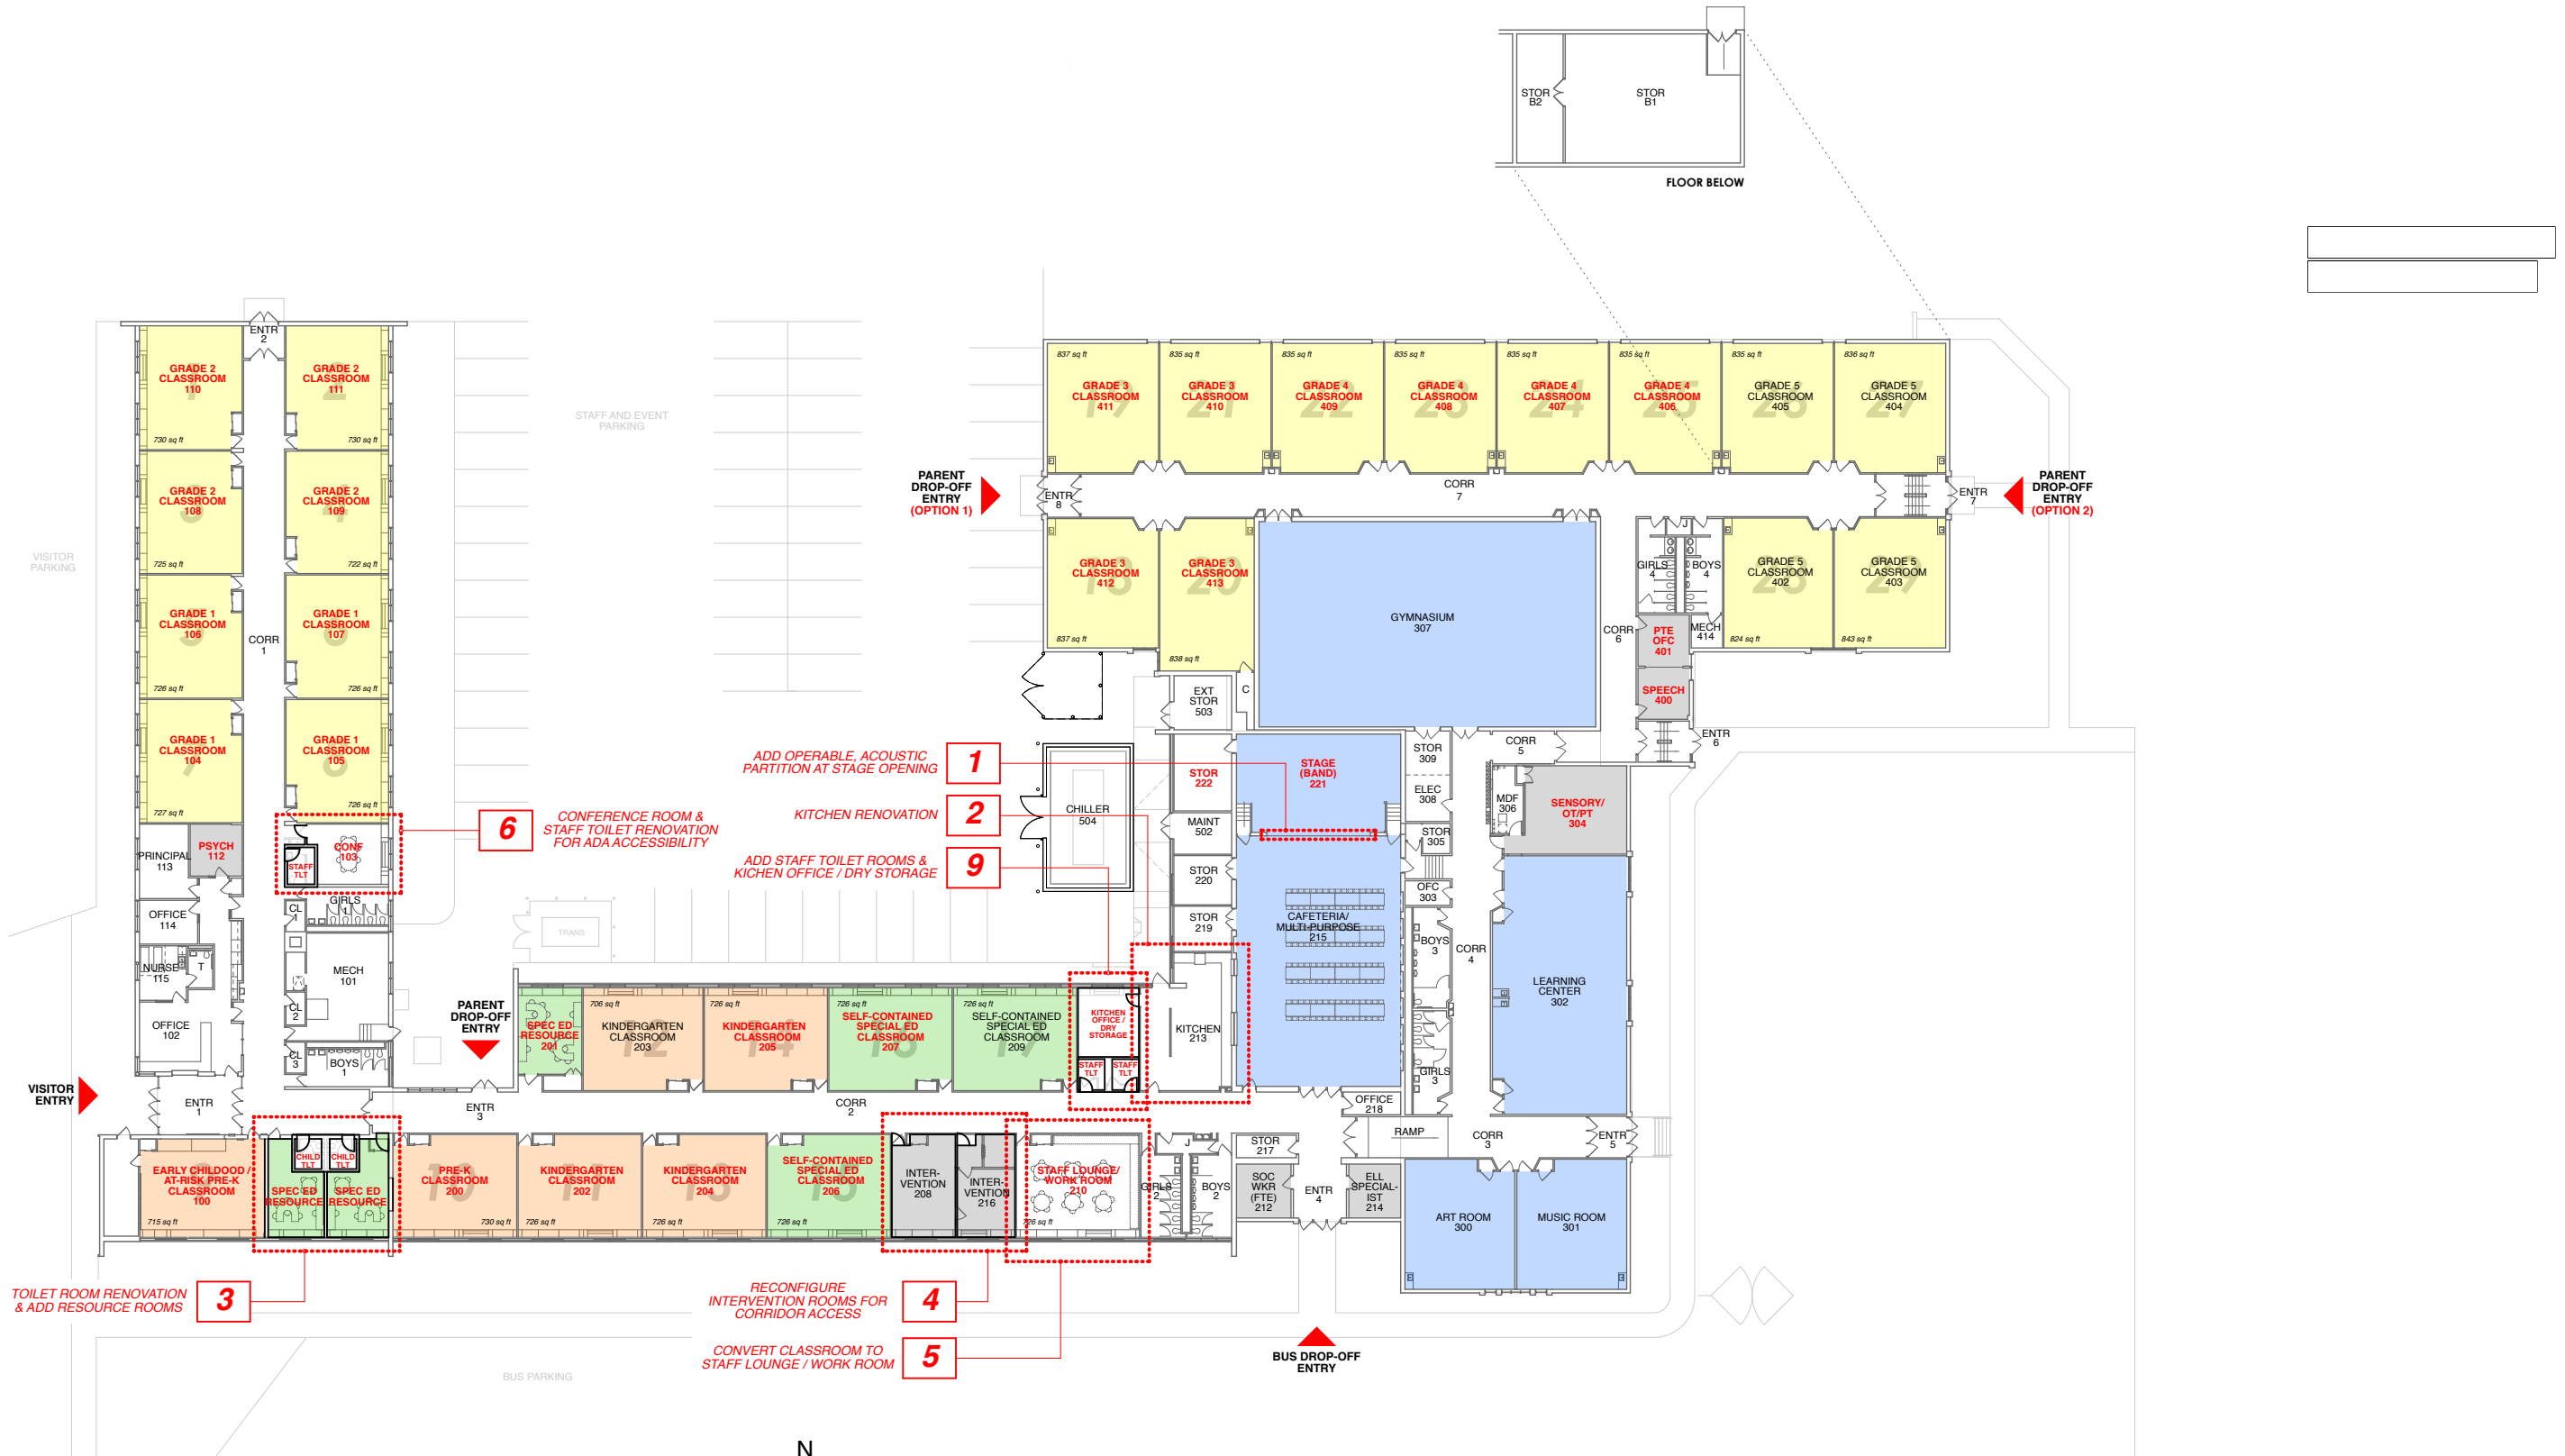 STOR
B2
STOR
B1
FLOOR BELOW
ENTR
2
GRADE 2
CLASSROOM
110
730 sq ft
GRADE 2
CLASSROOM
111
730 sq ft
GRADE 2
CLASSROOM
108
725 sq ft
GRADE 2
CLASSROOM
109
722 sq ft
GRADE 1
CLASSROOM
106
726 sq ft
GRADE 1
CLASSROOM
107
726 sq ft
CORR
1
GRADE 1
CLASSROOM
104
727 sq ft
GRADE 1
CLASSROOM
105
726 sq ft
VISITOR
PARKING
STAFF AND EVENT
PARKING
PARENT
DROP-OFF
ENTRY
(OPTION 1)
837 sq ft
GRADE 3
CLASSROOM
411
19
835 sq ft
GRADE 3
CLASSROOM
410
21
835 sq ft
GRADE 4
CLASSROOM
409
22
835 sq ft
GRADE 4
CLASSROOM
408
23
835 sq ft
GRADE 4
CLASSROOM
407
24
835 sq ft
GRADE 4
CLASSROOM
406
25
835 sq ft
GRADE 5
CLASSROOM
405
26
836 sq ft
GRADE 5
CLASSROOM
404
27
ENTR
8
CORR
7
ENTR
7
PARENT
DROP-OFF
ENTRY
(OPTION 2)
GRADE 3
CLASSROOM
412
18
837 sq ft
GRADE 3
CLASSROOM
413
20
838 sq ft
GYMNASIUM
307
CORR
6
GIRLS
4
J
BOYS
4
MECH
414
GRADE 5
CLASSROOM
402
28
824 sq ft
GRADE 5
CLASSROOM
403
29
843 sq ft
PTE
OFC
401
SPEECH
400
ENTR
6
EXT
STOR
503
C
ADD OPERABLE, ACOUSTIC
PARTITION AT STAGE OPENING
1
KITCHEN RENOVATION
2
ADD STAFF TOILET ROOMS &
KICHEN OFFICE / DRY STORAGE
9
6
CONFERENCE ROOM &
STAFF TOILET RENOVATION
FOR ADA ACCESSIBILITY
CHILLER
504
STOR
222
MAINT
502
STOR
220
STOR
219
STAGE
(BAND)
221
STOR
309
ELEC
308
STOR
305
CORR
5
MDF
306
SENSORY/
OT/PT
304
OFC
303
CAFETERIA/
MULTI-PURPOSE
215
BOYS
3
CORR
4
LEARNING
CENTER
302
GIRLS
3
PRINCIPAL
113
PSYCH
112
CONF
103
STAFF
TLT
OFFICE
114
CL
1
GIRLS
1
NURSE
115
T
MECH
101
CL
2
OFFICE
102
CL
3
BOYS
1
TRANS
PARENT
DROP-OFF
ENTRY
SPEC ED
RESOURCE
201
706 sq ft
KINDERGARTEN
CLASSROOM
203
12
726 sq ft
KINDERGARTEN
CLASSROOM
205
14
726 sq ft
SELF-CONTAINED
SPECIAL ED
CLASSROOM
207
16
726 sq ft
SELF-CONTAINED
SPECIAL ED
CLASSROOM
209
17
KITCHEN
OFFICE /
DRY
STORAGE
STAFF
TLT
STAFF
TLT
KITCHEN
213
VISITOR
ENTRY
ENTR
1
ENTR
3
CORR
2
OFFICE
218
RAMP
CORR
3
ENTR
5
EARLY CHILDOOD /
AT-RISK PRE-K
CLASSROOM
100
715 sq ft
CHILD
TLT
CHILD
TLT
SPEC ED
RESOURCE
SPEC ED
RESOURCE
PRE-K
CLASSROOM
200
10
730 sq ft
KINDERGARTEN
CLASSROOM
202
11
726 sq ft
KINDERGARTEN
CLASSROOM
204
13
726 sq ft
SELF-CONTAINED
SPECIAL ED
CLASSROOM
206
15
726 sq ft
INTER-
VENTION
208
INTER-
VENTION
216
STAFF LOUNGE/
WORK ROOM
210
726 sq ft
GIRLS
2
J
BOYS
2
STOR
217
SOC
WKR
(FTE)
212
ENTR
4
ELL
SPECIAL-
IST
214
ART ROOM
300
MUSIC ROOM
301
TOILET ROOM RENOVATION
& ADD RESOURCE ROOMS
3
RECONFIGURE
INTERVENTION ROOMS FOR
CORRIDOR ACCESS
4
CONVERT CLASSROOM TO
STAFF LOUNGE / WORK ROOM
5
BUS DROP-OFF
ENTRY
BUS PARKING
N